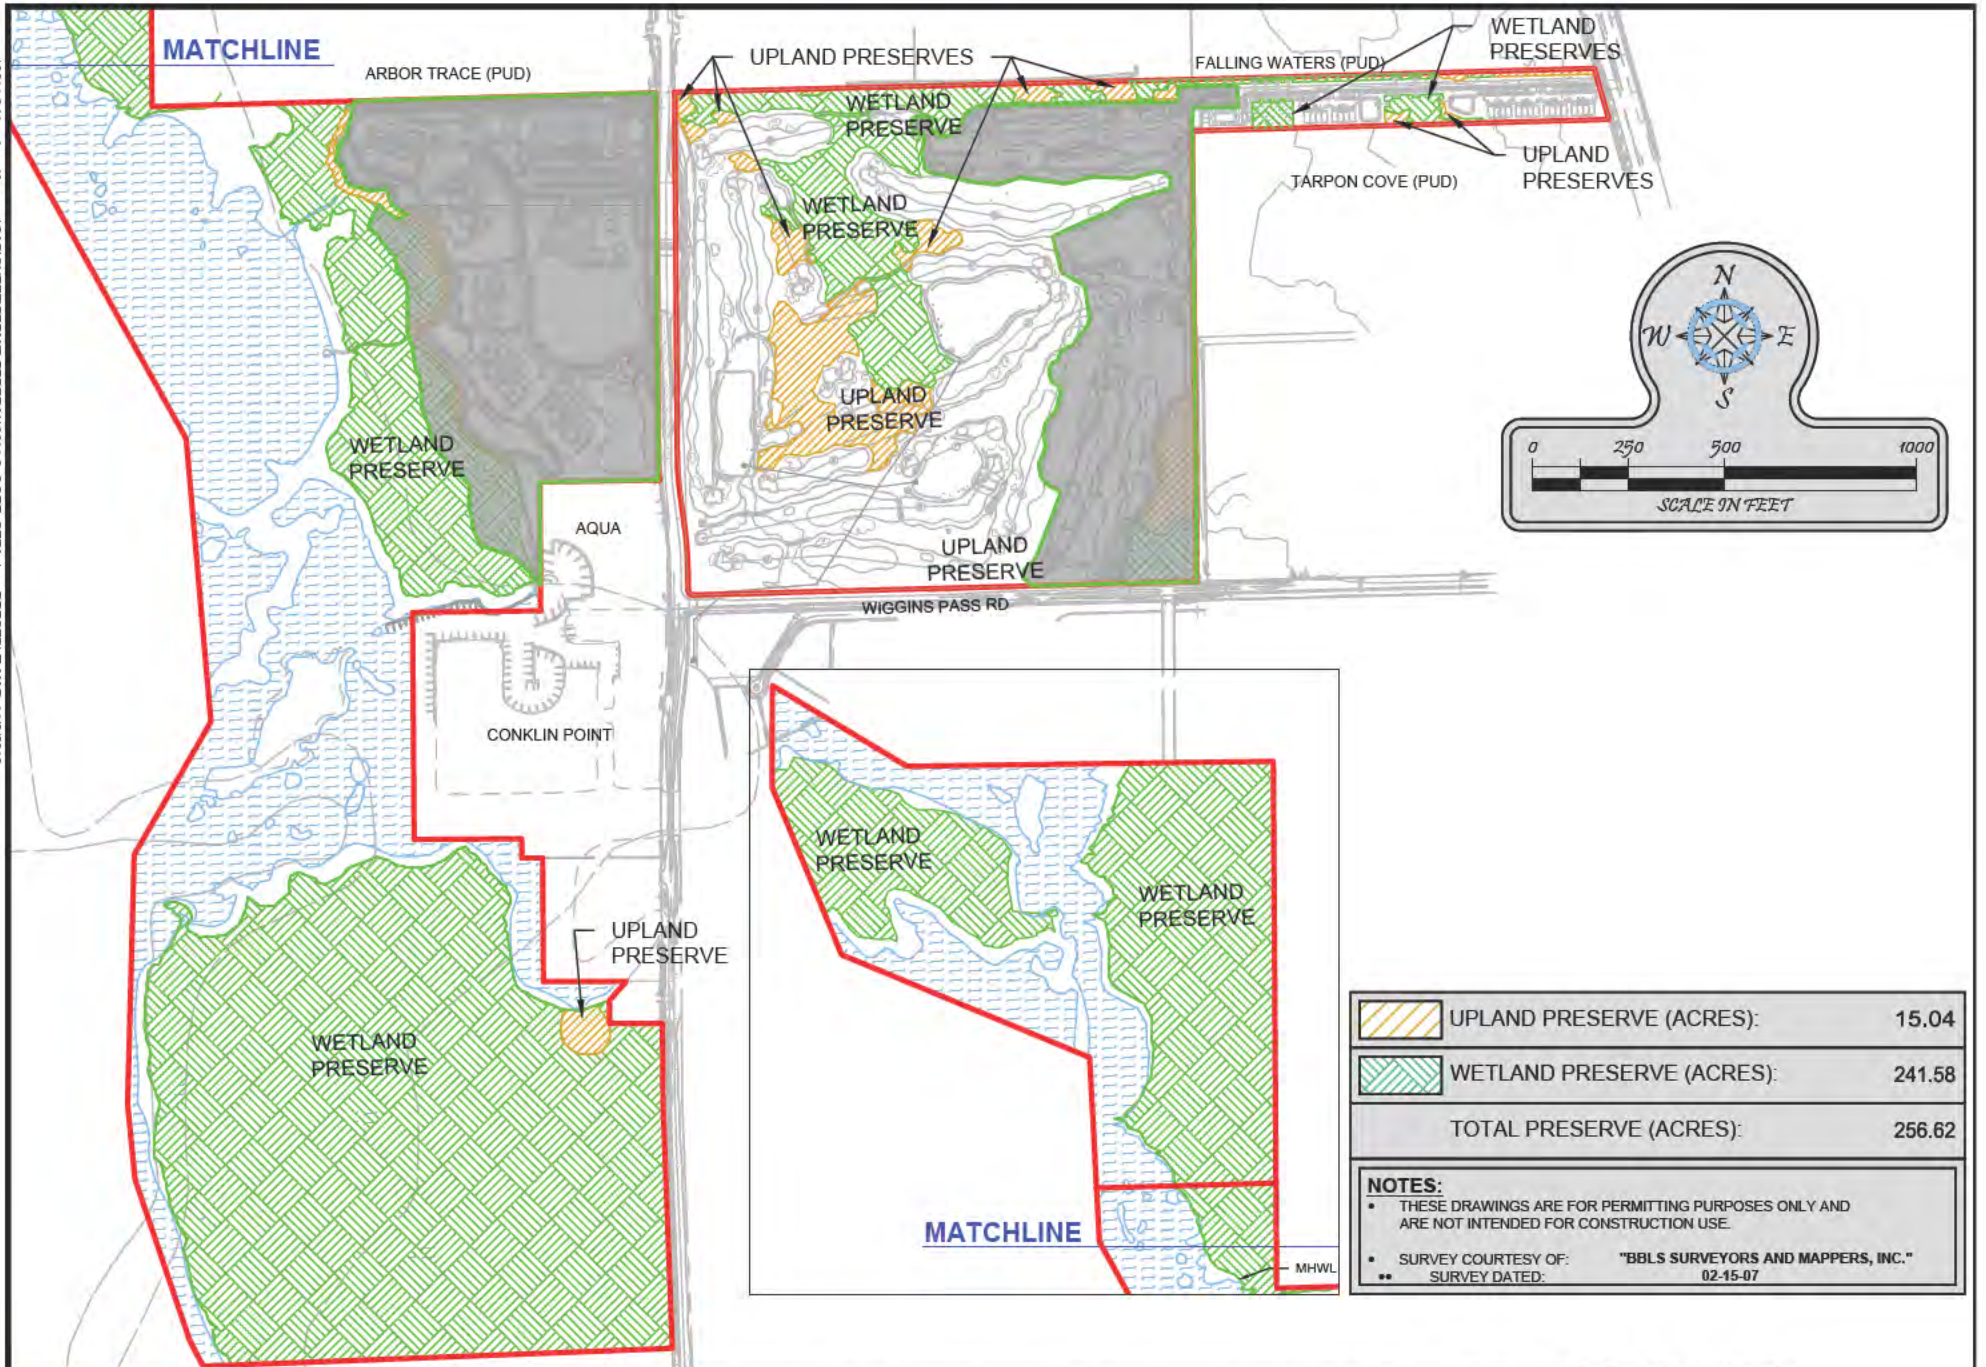 MATCHLINE
ARBOR TRACE (PUD)
UPLAND PRESERVES
WETLAND
PRESERVES
FALLING WATERS (PUD)
WETLAND
PRESERVE
UPLAND
PRESERVES
TARPON COVE (PUD)
WETLAND
PRESERVE
UPLAND
PRESERVE
WETLAND
PRESERVE
AQUA
UPLAND
PRESERVE
WIGGINS PASS RD
CONKLIN POINT
N
W E
S
0 250 500 1000
SCALE IN FEET
WETLAND
PRESERVE
WETLAND
PRESERVE
UPLAND
PRESERVE
WETLAND
PRESERVE
MATCHLINE
MHWL
UPLAND PRESERVE (ACRES): 15.04
WETLAND PRESERVE (ACRES): 241.58
TOTAL PRESERVE (ACRES): 256.62
NOTES:
• THESE DRAWINGS ARE FOR PERMITTING PURPOSES ONLY AND
ARE NOT INTENDED FOR CONSTRUCTION USE.
• SURVEY COURTESY OF: "BBLS SURVEYORS AND MAPPERS, INC."
•• SURVEY DATED: 02-15-07